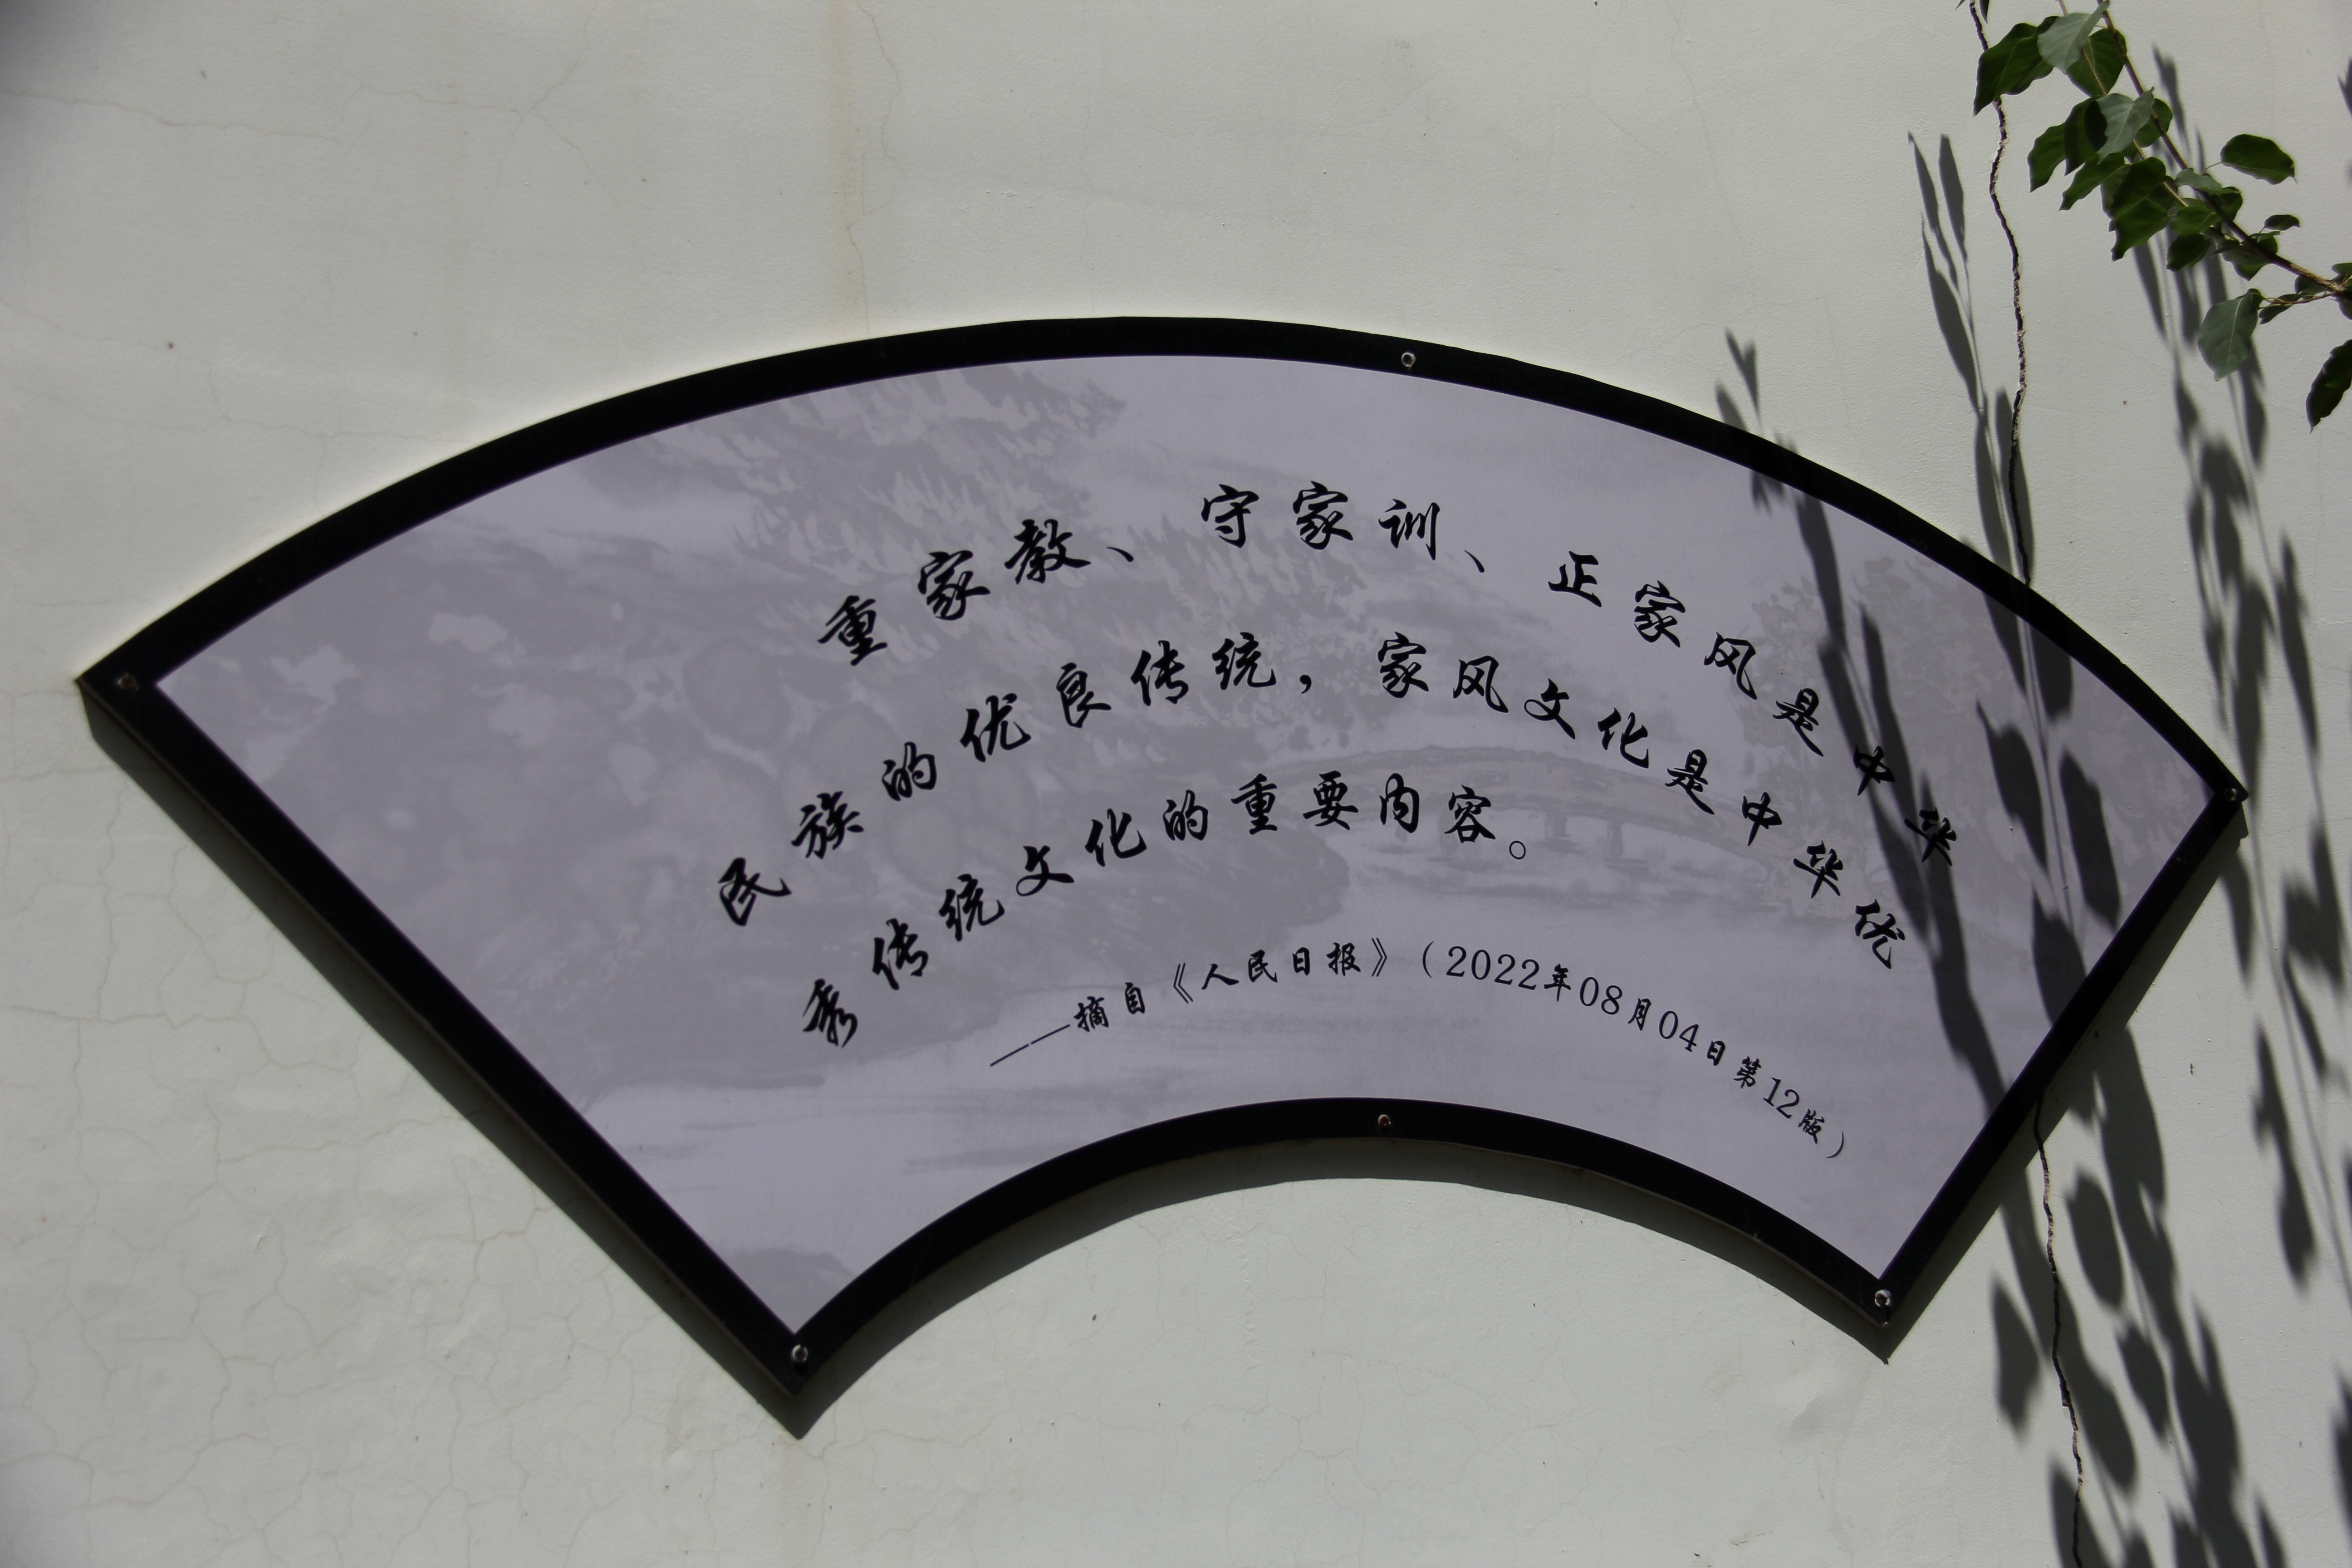 重家教、守家训、正家风是中华
民族的优良传统，家风文化是中华优
秀传统文化的重要内容。
——摘自《人民日报》（2022年08月04日第12版）